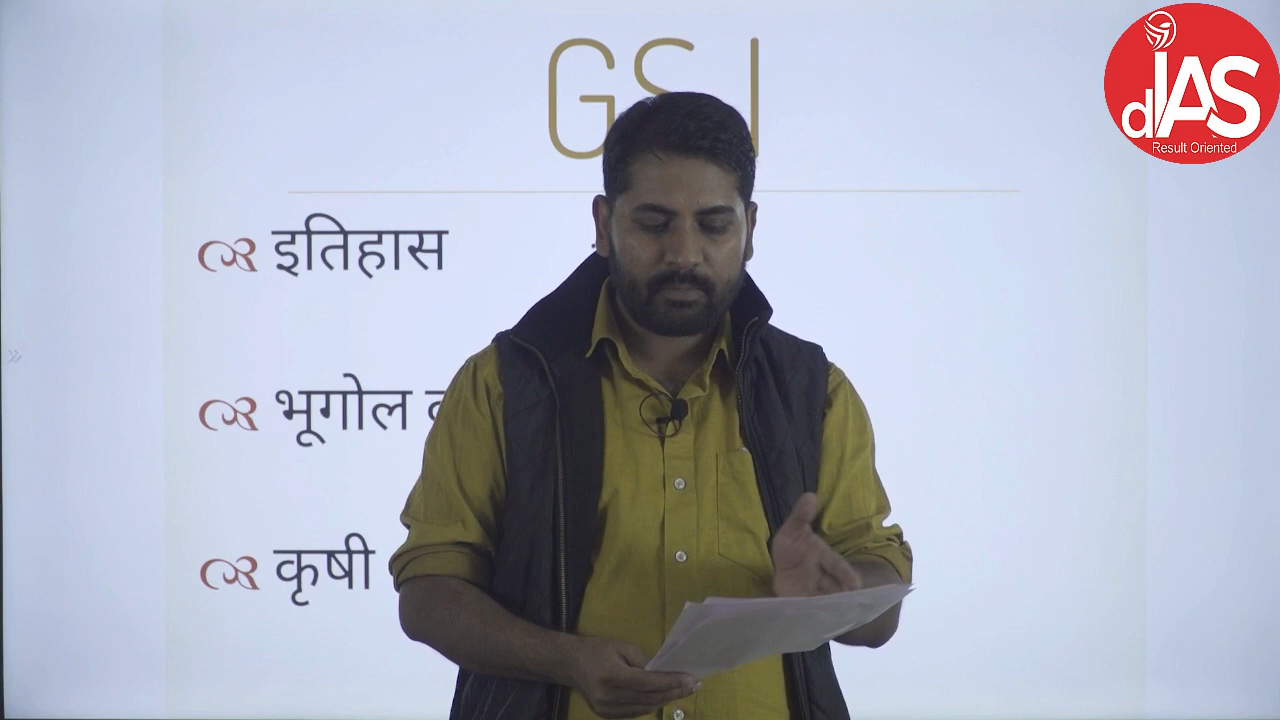 GS I
dIAS
Result Oriented
इतिहास
भूगोल
कृषी